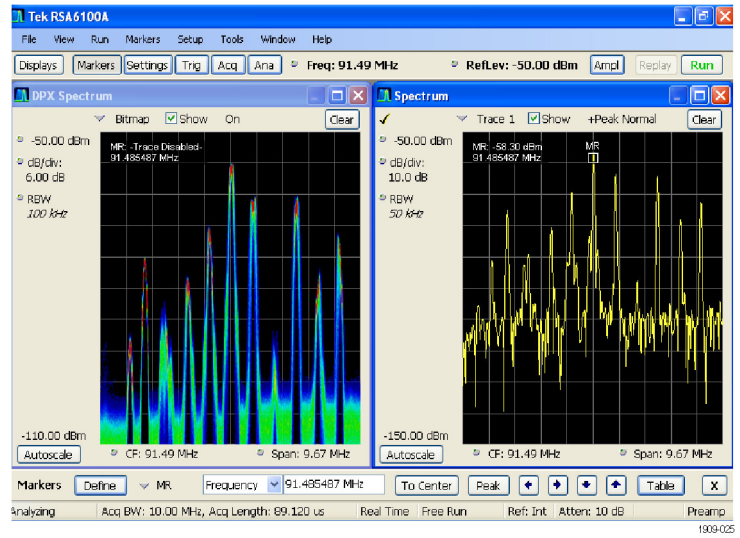 Tek RSA6100A
File View Run Markers Setup Tools Window Help
Displays Markers Settings Trig Acq Ana Freq: 91.49 MHz RefLev: -50.00 dBm Ampl Replay Run
DPX Spectrum
Bitmap Show On Clear
-50.00 dBm
dB/div:
6.00 dB
RBW
100 kHz
MR: -Trace Disabled-
91.485487 MHz
-110.00 dBm
Autoscale CF: 91.49 MHz Span: 9.67 MHz
Spectrum
Trace 1 Show +Peak Normal Clear
-50.00 dBm
dB/div:
10.0 dB
RBW
50 kHz
MR: -58.30 dBm
91.485487 MHz
MR
-150.00 dBm
Autoscale CF: 91.49 MHz Span: 9.67 MHz
Markers Define MR Frequency 91.485487 MHz To Center Peak Table X
Analyzing Acq BW: 10.00 MHz, Acq Length: 89.120 us Real Time Free Run Ref: Int Atten: 10 dB Preamp
1909-025